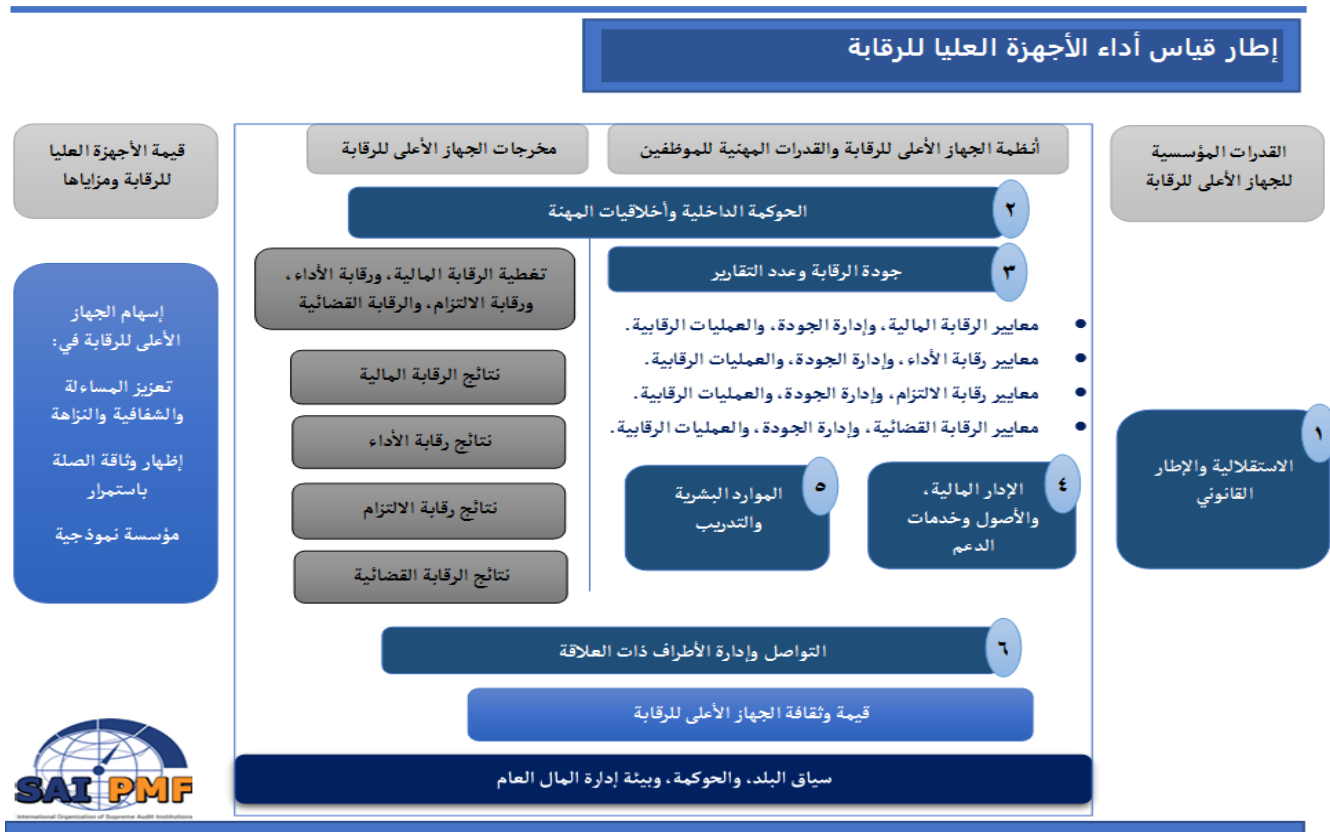 إطار قياس أداء الأجهزة العليا للرقابة
القدرات المؤسسية
للجهاز الأعلى للرقابة
أنظمة الجهاز الأعلى للرقابة والقدرات المهنية للموظفين
مخرجات الجهاز الأعلى للرقابة
قيمة الأجهزة العليا
للرقابة ومزاياها
٢
الحوكمة الداخلية وأخلاقيات المهنة
٣
جودة الرقابة وعدد التقارير
• معايير الرقابة المالية، وإدارة الجودة، والعمليات الرقابية.
• معايير رقابة الأداء، وإدارة الجودة، والعمليات الرقابية.
• معايير رقابة الالتزام، وإدارة الجودة، والعمليات الرقابية.
• معايير الرقابة القضائية، وإدارة الجودة، والعمليات الرقابية.
١
الاستقلالية والإطار
القانوني
٤
الإدار المالية،
والأصول وخدمات
الدعم
٥
الموارد البشرية
والتدريب
تغطية الرقابة المالية، ورقابة الأداء،
ورقابة الالتزام، والرقابة القضائية
نتائج الرقابة المالية
نتائج رقابة الأداء
نتائج رقابة الالتزام
نتائج الرقابة القضائية
إسهام الجهاز
الأعلى للرقابة في:
تعزيز المساءلة
والشفافية والنزاهة
إظهار وثاقة الصلة
باستمرار
مؤسسة نموذجية
٦
التواصل وإدارة الأطراف ذات العلاقة
قيمة وثقافة الجهاز الأعلى للرقابة
سياق البلد، والحوكمة، وبيئة إدارة المال العام
SAI PMF
International Organization of Supreme Audit Institutions